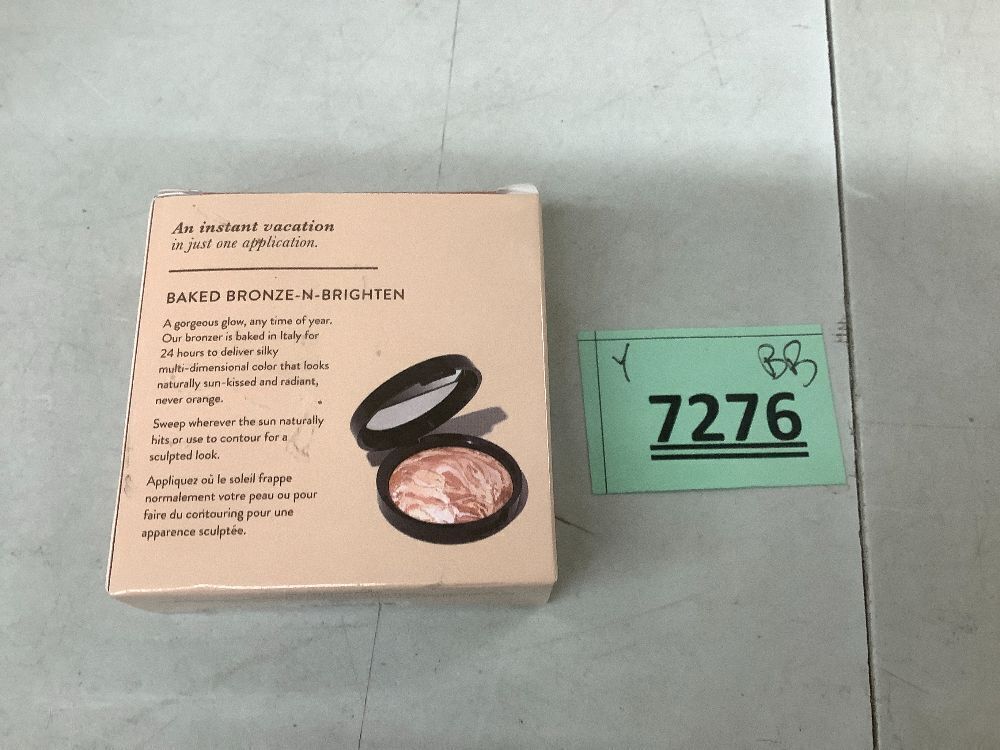 An instant vacation
in just one application.
BAKED BRONZE-N-BRIGHTEN
A gorgeous glow, any time of year.
Our bronzer is baked in Italy for
24 hours to deliver silky
multi-dimensional color that looks
naturally sun-kissed and radiant,
never orange.
Sweep wherever the sun naturally
hits or use to contour for a
sculpted look.
Appliquez où le soleil frappe
normalement votre peau ou pour
faire du contouring pour une
apparence sculptée.
Y BB
7276